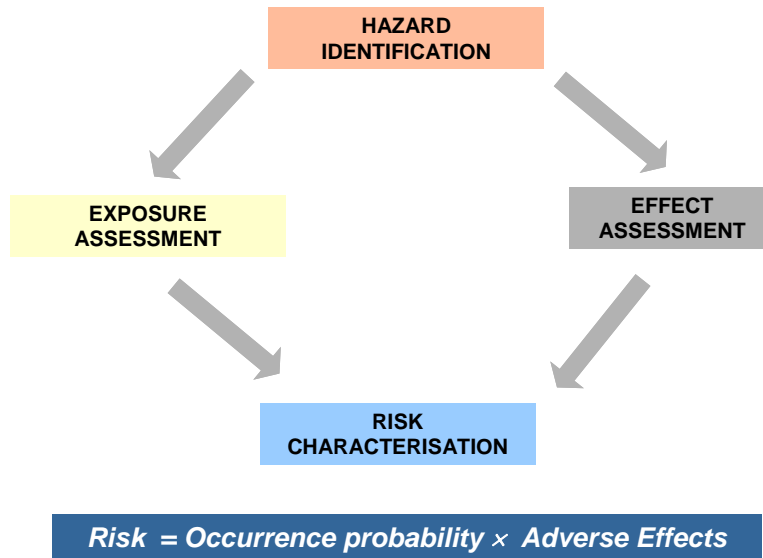 HAZARD
IDENTIFICATION
EXPOSURE
ASSESSMENT
EFFECT
ASSESSMENT
RISK
CHARACTERISATION
Risk = Occurrence probability × Adverse Effects